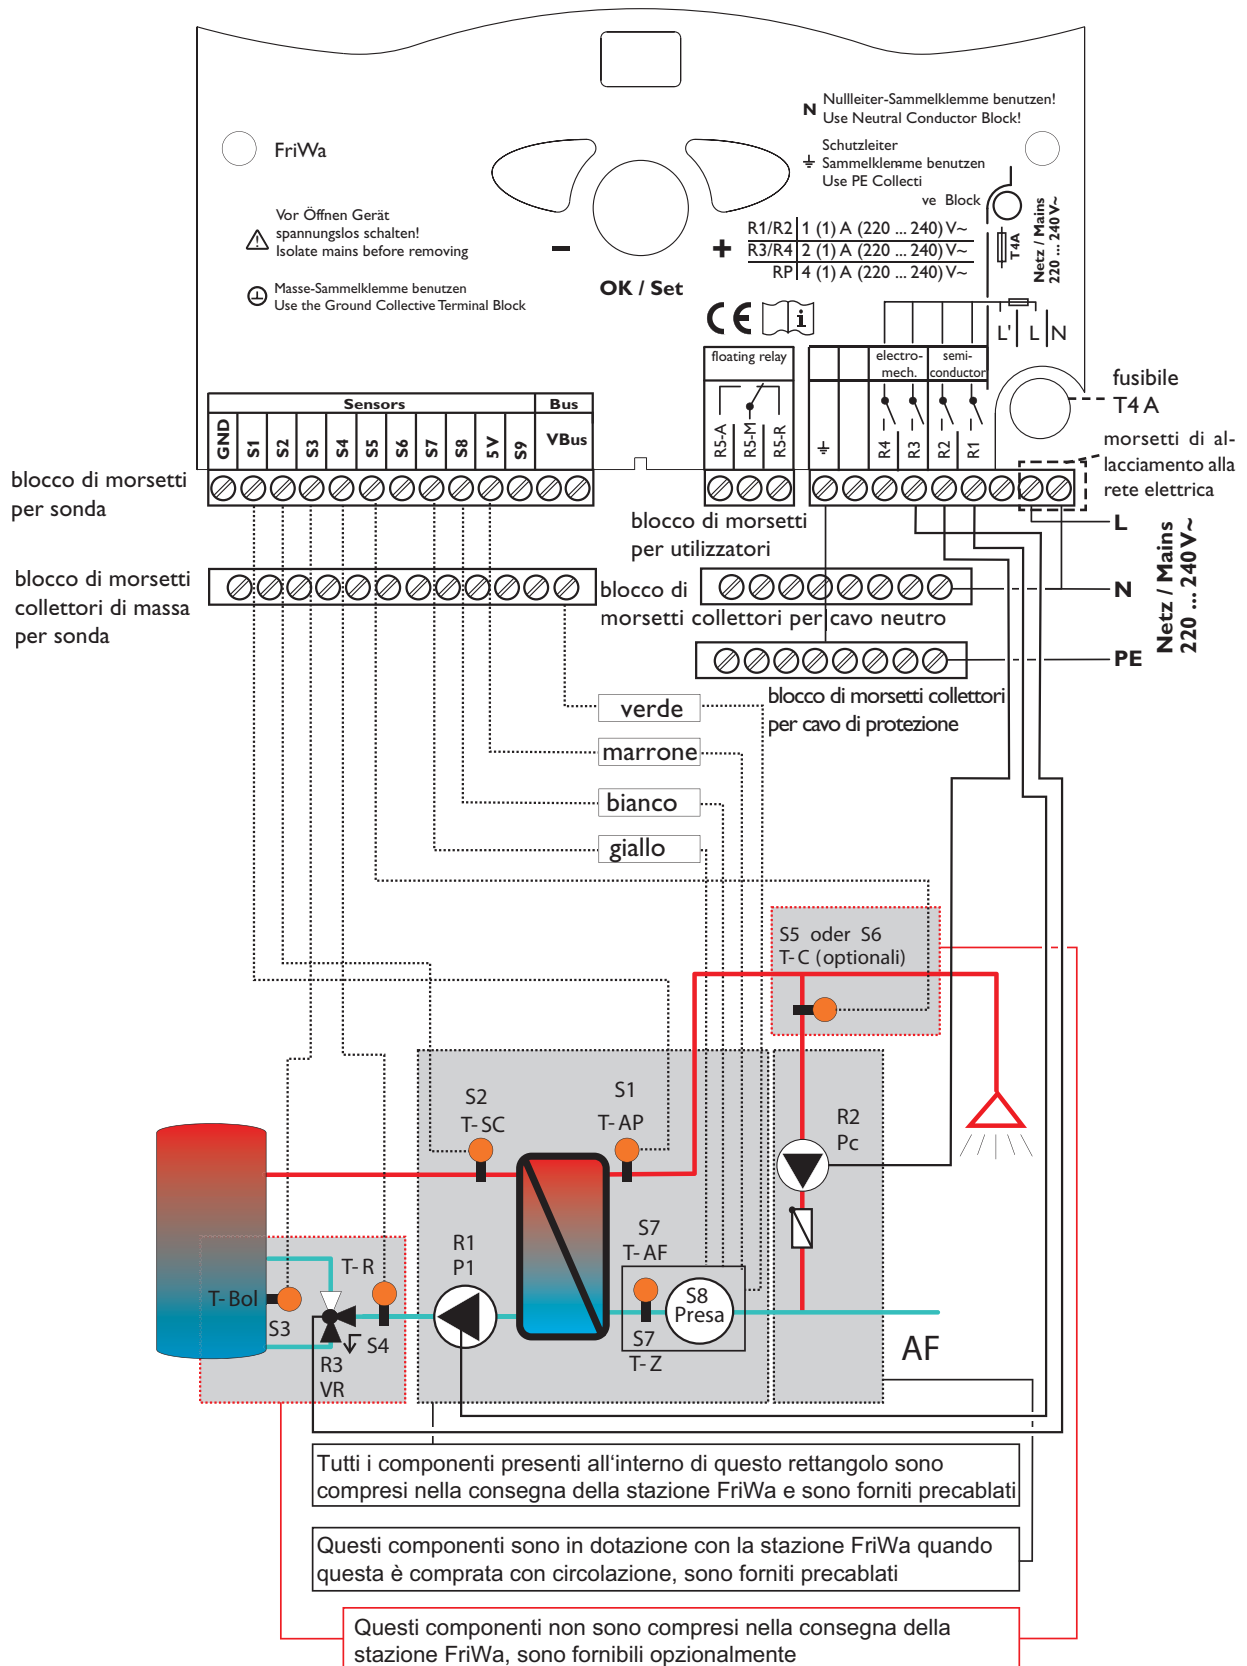 N Nullleiter-Sammelklemme benutzen!
Use Neutral Conductor Block!
FriWa
Schutzleiter
Sammelklemme benutzen
Use PE Collecti
ve Block
Vor Öffnen Gerät
spannungslos schalten!
Isolate mains before removing
R1/R2 1 (1) A (220 ... 240) V~
R3/R4 2 (1) A (220 ... 240) V~
RP 4 (1) A (220 ... 240) V~
T4A
Netz / Mains
220 ... 240 V~
− +
OK / Set
Masse-Sammelklemme benutzen
Use the Ground Collective Terminal Block
CE i
L' L N
floating relay
electro-
mech.
semi-
conductor
R5-A R5-M R5-R
R4 R3 R2 R1
fusibile
T4 A
Sensors Bus
GND S1 S2 S3 S4 S5 S6 S7 S8 5V S9 VBus
morsetti di al-
lacciamento alla
rete elettrica
blocco di morsetti
per sonda
blocco di morsetti
per utilizzatori
L
Netz / Mains
220 ... 240 V~
blocco di morsetti
collettori di massa
per sonda
blocco di
morsetti collettori per cavo neutro
N
PE
blocco di morsetti collettori
per cavo di protezione
verde
marrone
bianco
giallo
S5 oder S6
T-C (optionali)
S2
T-SC
S1
T-AP
R2
Pc
S7
T-AF
R1
P1
T-R
T-Bol
S3
S4
R3
VR
S8
Presa
S7
T-Z
AF
Tutti i componenti presenti all'interno di questo rettangolo sono
compresi nella consegna della stazione FriWa e sono forniti precablati
Questi componenti sono in dotazione con la stazione FriWa quando
questa è comprata con circolazione, sono forniti precablati
Questi componenti non sono compresi nella consegna della
stazione FriWa, sono fornibili opzionalmente